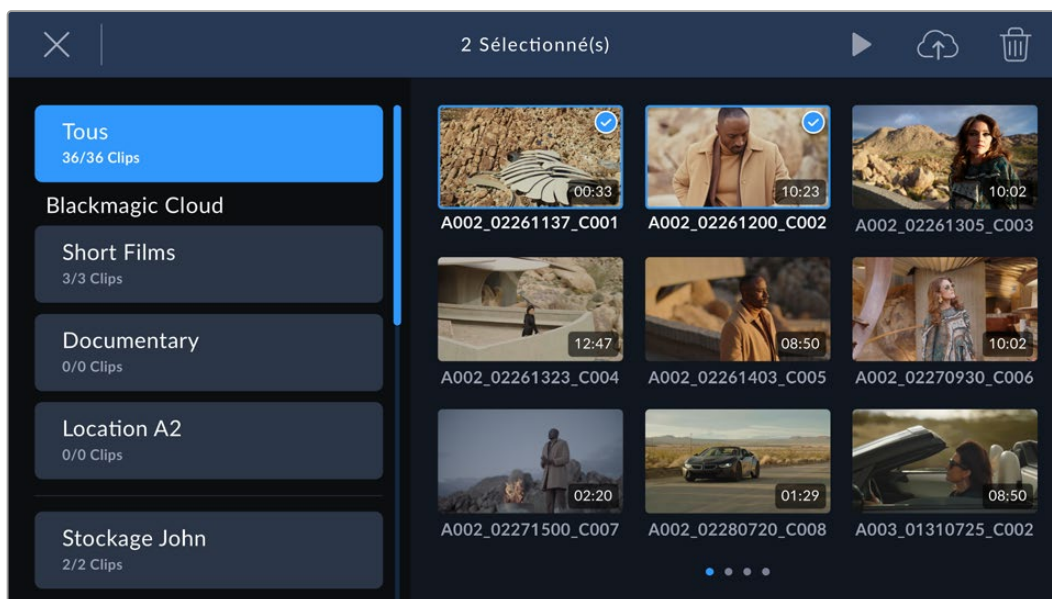 2 Sélectionné(s)
Tous
36/36 Clips
Blackmagic Cloud
Short Films
3/3 Clips
Documentary
0/0 Clips
Location A2
0/0 Clips
Stockage John
2/2 Clips
00:33
10:23
10:02
A002_02261137_C001
A002_02261200_C002
A002_02261305_C003
12:47
08:50
10:02
A002_02261323_C004
A002_02261403_C005
A002_02270930_C006
02:20
01:29
08:50
A002_02271500_C007
A002_02280720_C008
A003_01310725_C002